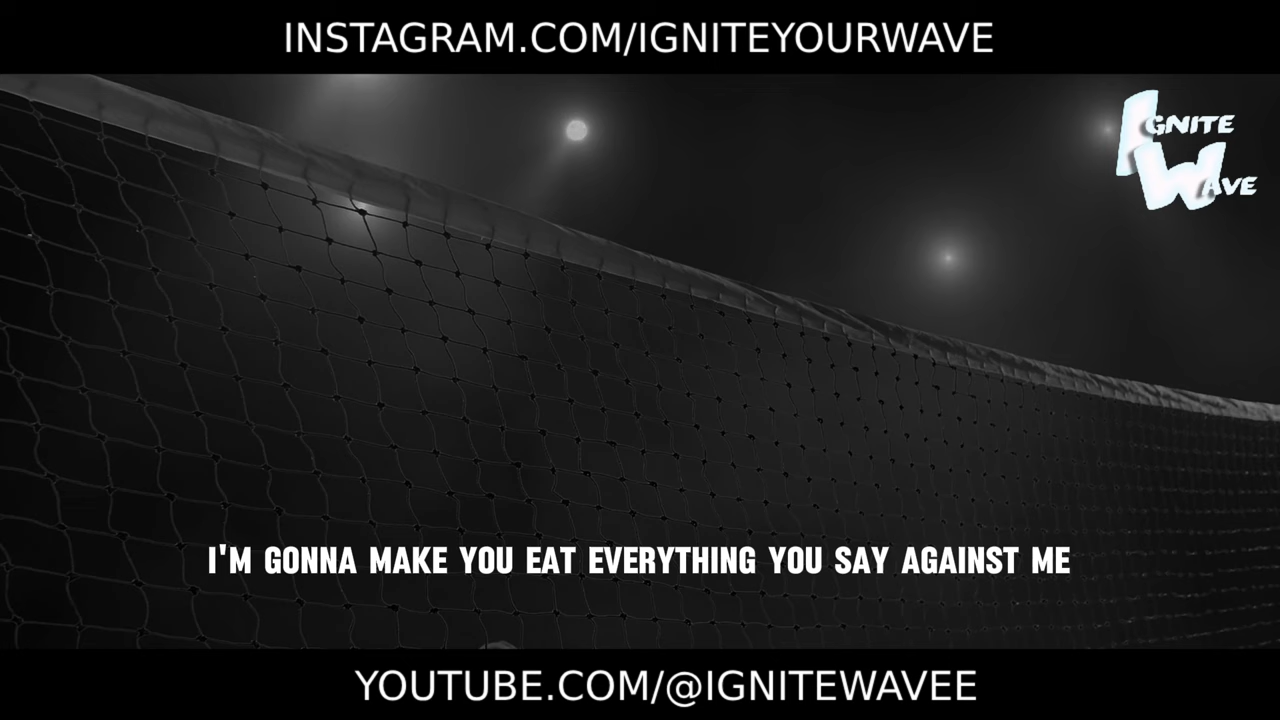 INSTAGRAM.COM/IGNITEYOURWAVE
IGNITE
WAVE
I'M GONNA MAKE YOU EAT EVERYTHING YOU SAY AGAINST ME
YOUTUBE.COM/@IGNITEWAVEE